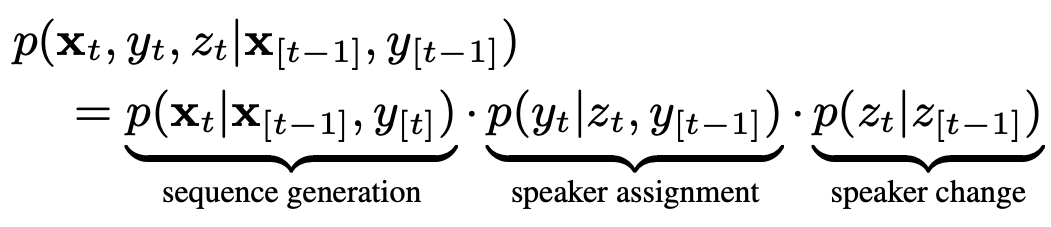 p(𝐱_t, y_t, z_t|𝐱_[t−1], y_[t−1])
= p(𝐱_t|𝐱_[t−1], y_[t]) · p(y_t|z_t, y_[t−1]) · p(z_t|z_[t−1])
sequence generation speaker assignment speaker change